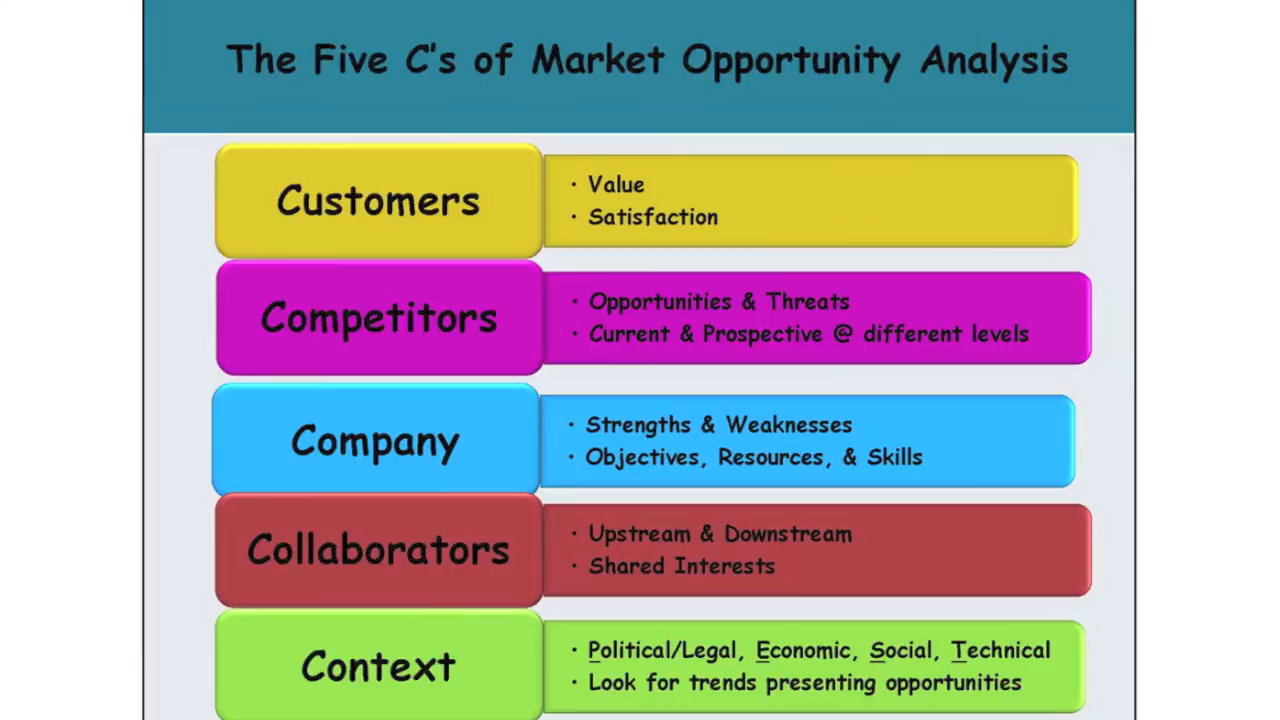 The Five C's of Market Opportunity Analysis
Customers
• Value
• Satisfaction
Competitors
• Opportunities & Threats
• Current & Prospective @ different levels
Company
• Strengths & Weaknesses
• Objectives, Resources, & Skills
Collaborators
• Upstream & Downstream
• Shared Interests
Context
• Political/Legal, Economic, Social, Technical
• Look for trends presenting opportunities